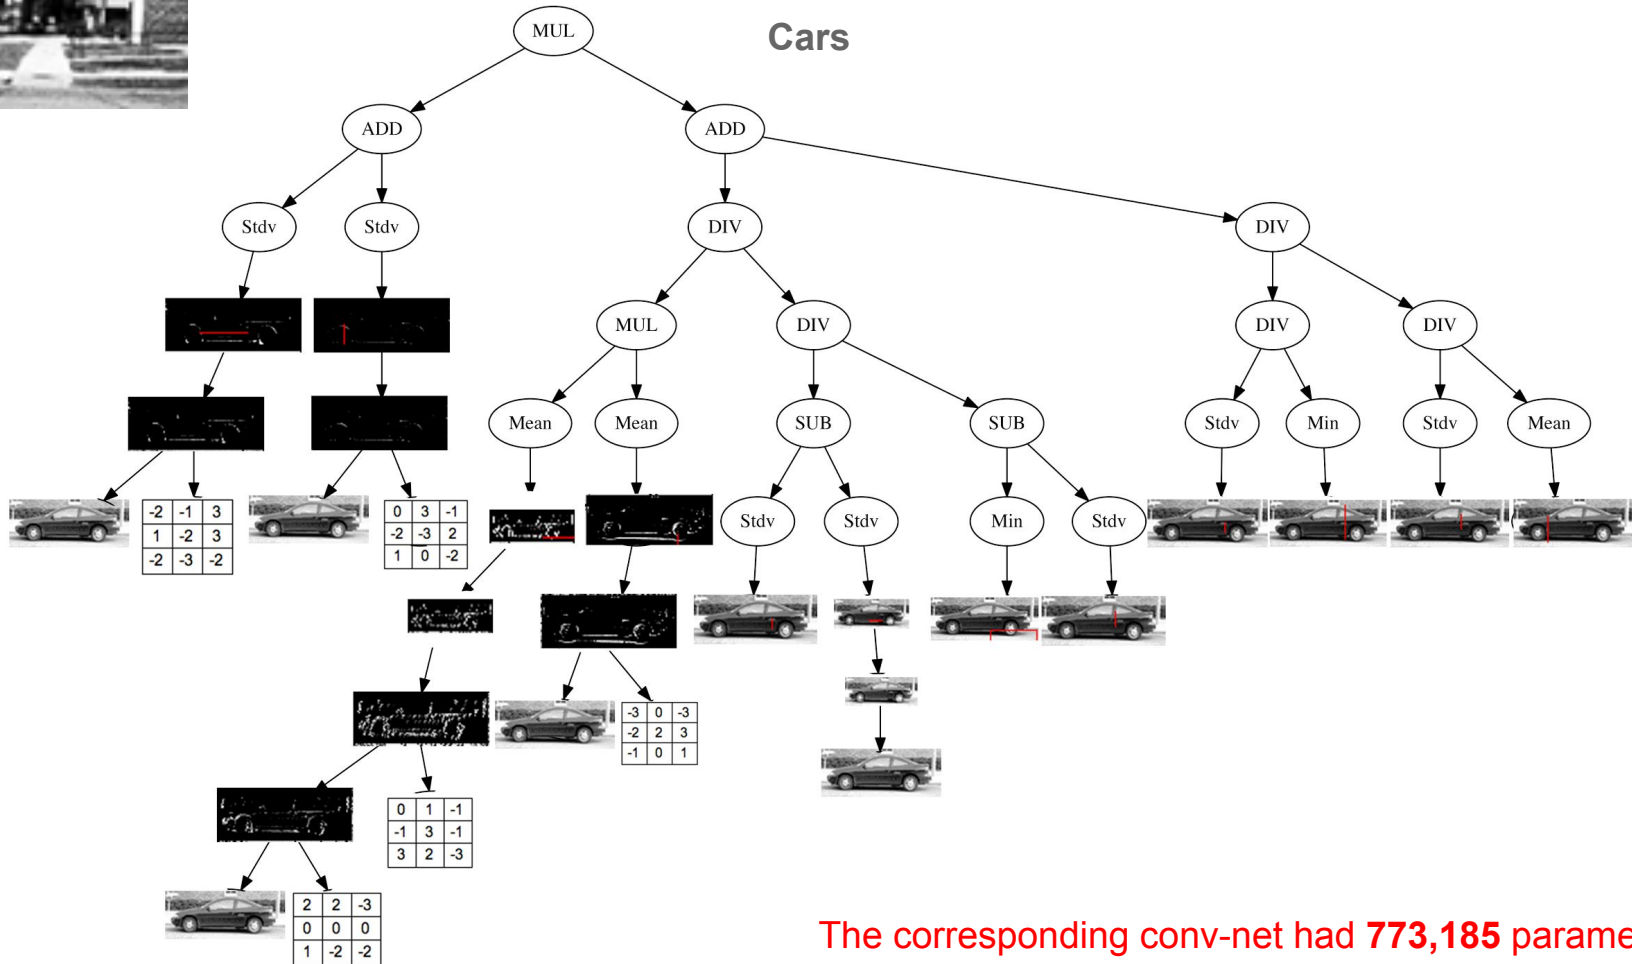 Cars
MUL
ADD
ADD
Stdv
Stdv
DIV
DIV
MUL
DIV
DIV
DIV
Mean
Mean
SUB
SUB
Stdv
Min
Stdv
Mean
-2 -1 3
1 -2 3
-2 -3 -2
0 3 -1
-2 -3 2
1 0 -2
Stdv
Stdv
Min
Stdv
-3 0 -3
-2 2 3
-1 0 1
0 1 -1
-1 3 -1
3 2 -3
2 2 -3
0 0 0
1 -2 -2
The corresponding conv-net had 773,185 parame